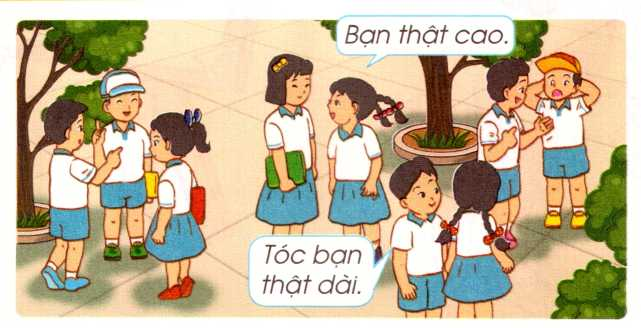 Bạn thật cao.
Tóc bạn
thật dài.